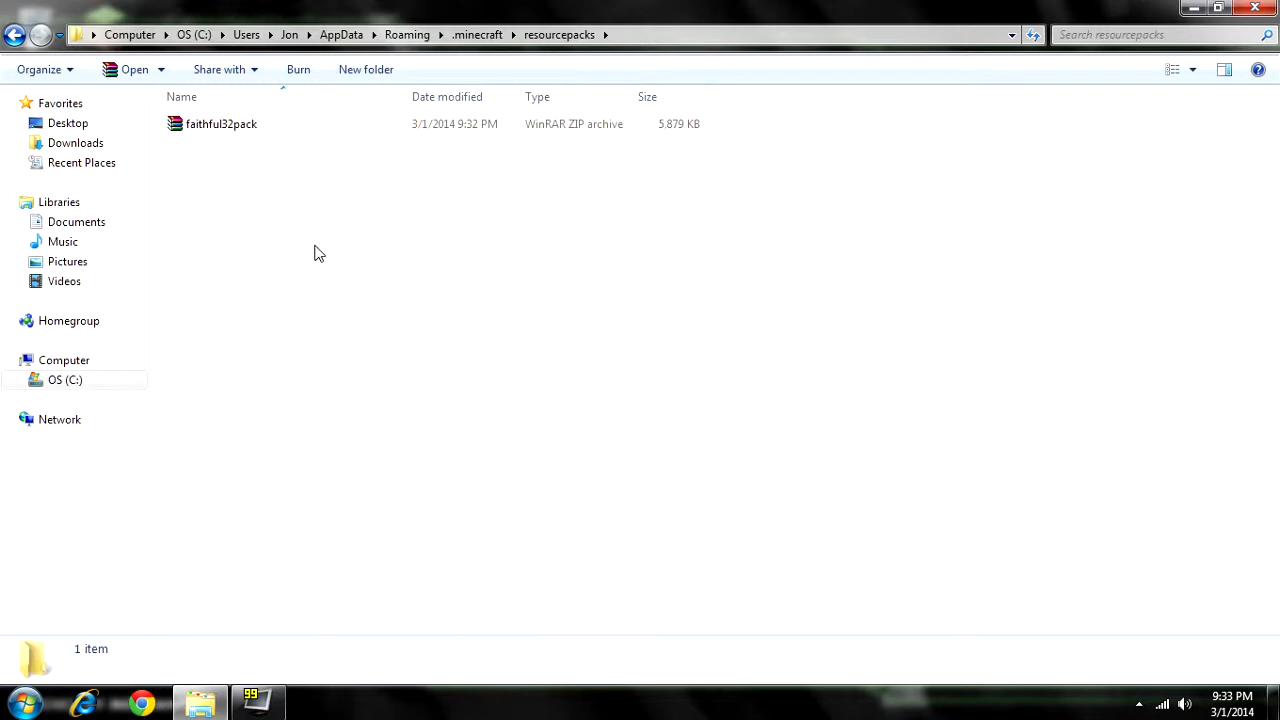 Computer OS (C:) Users Jon AppData Roaming .minecraft resourcepacks
Search resourcepacks
Organize Open Share with Burn New folder
Name Date modified Type Size
faithful32pack 3/1/2014 9:32 PM WinRAR ZIP archive 5,879 KB
Favorites
Desktop
Downloads
Recent Places
Libraries
Documents
Music
Pictures
Videos
Homegroup
Computer
OS (C:)
Network
1 item
99
9:33 PM
3/1/2014